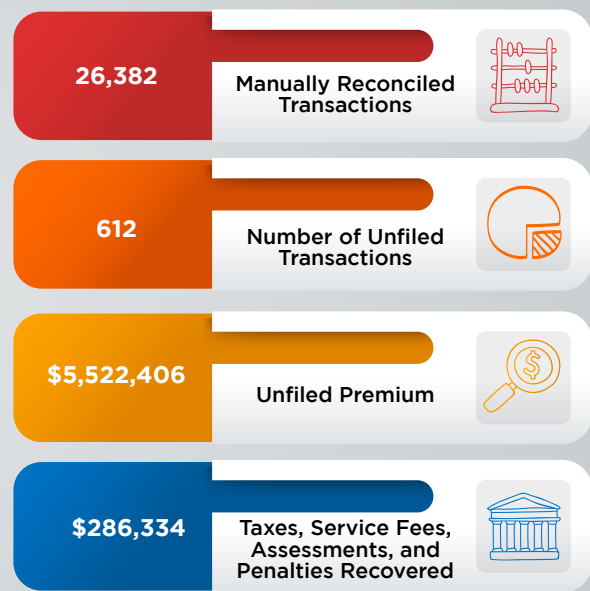 26,382
Manually Reconciled
Transactions
612
Number of Unfiled
Transactions
$5,522,406
Unfiled Premium
$286,334
Taxes, Service Fees,
Assessments, and
Penalties Recovered